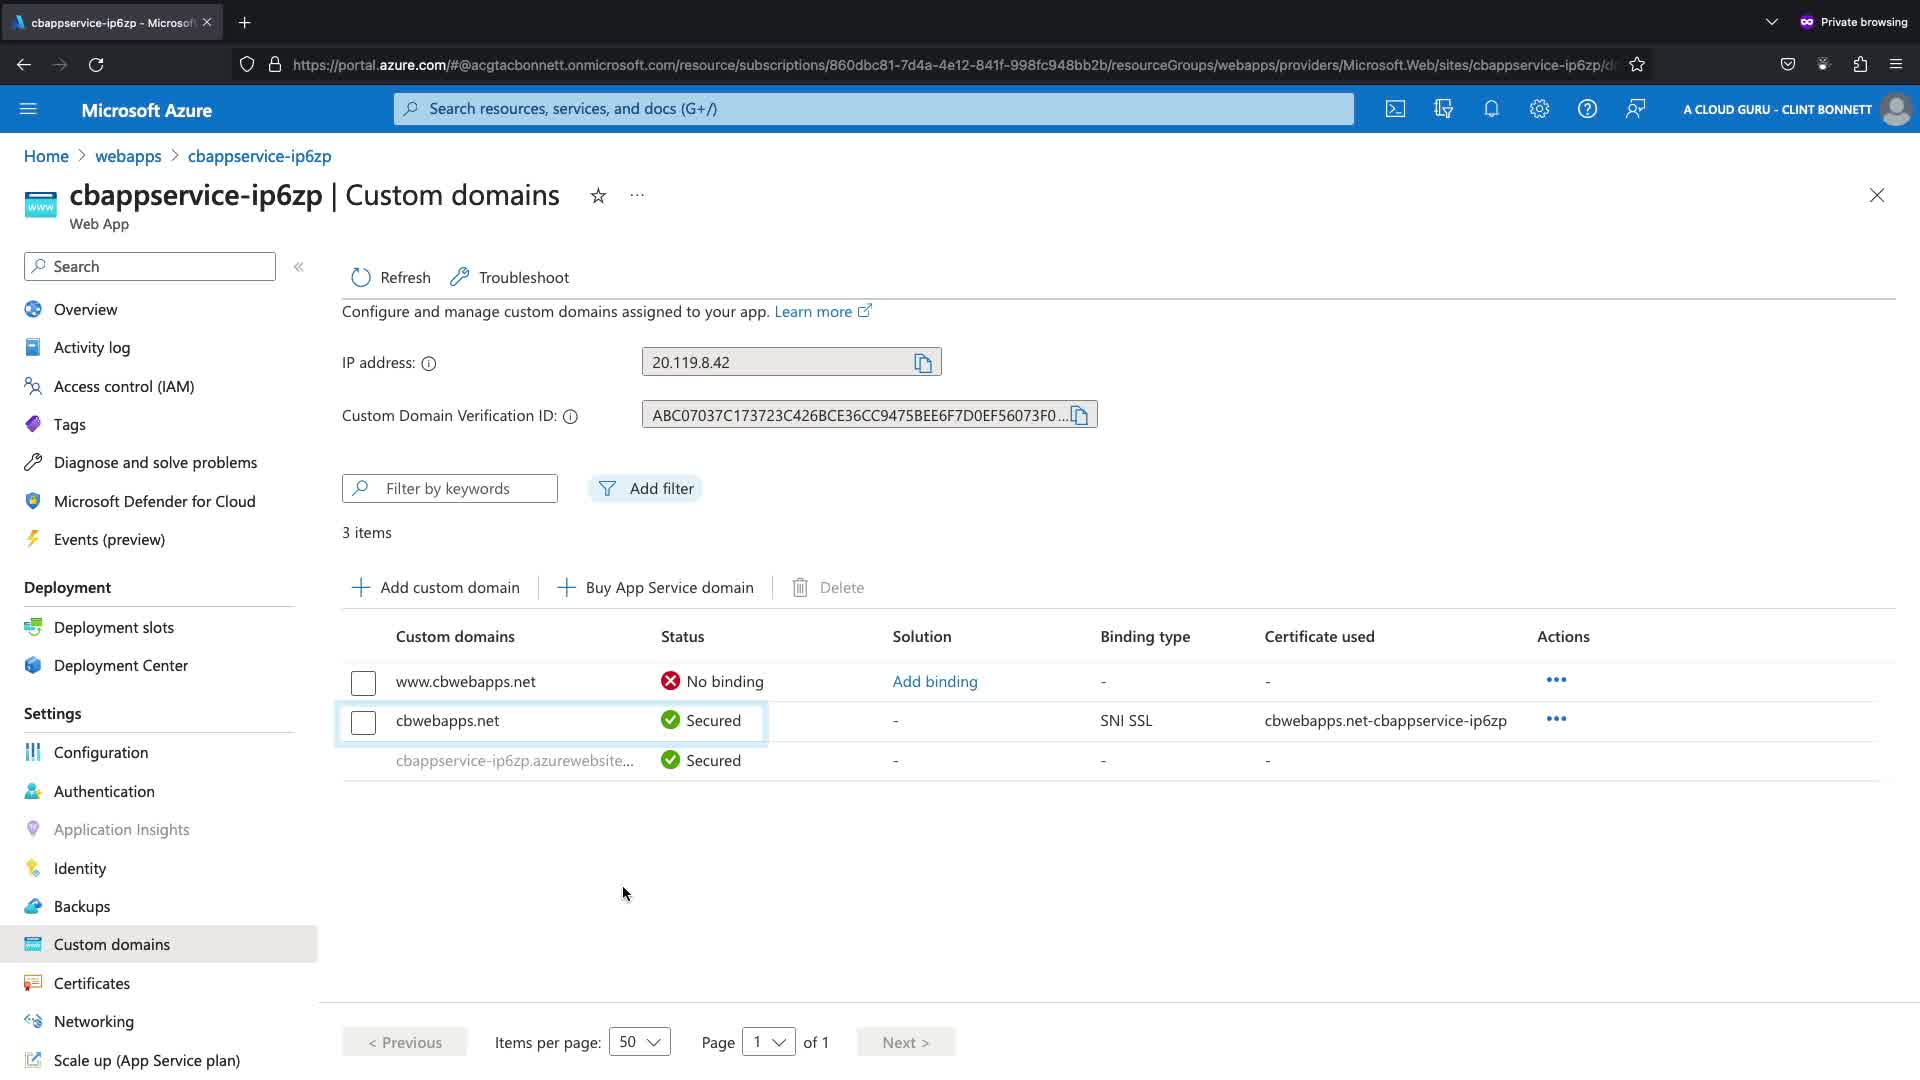 cbappservice-ip6zp - Microsof
Private browsing
https://portal.azure.com/#@acgtacbonnett.onmicrosoft.com/resource/subscriptions/860dbc81-7d4a-4e12-841f-998fc948bb2b/resourceGroups/webapps/providers/Microsoft.Web/sites/cbappservice-ip6zp/
Microsoft Azure
Search resources, services, and docs (G+/)
A CLOUD GURU - CLINT BONNETT
Home > webapps > cbappservice-ip6zp
cbappservice-ip6zp | Custom domains
...
Web App
Search
«
Overview
Activity log
Access control (IAM)
Tags
Diagnose and solve problems
Microsoft Defender for Cloud
Events (preview)
Deployment
Deployment slots
Deployment Center
Settings
Configuration
Authentication
Application Insights
Identity
Backups
Custom domains
Certificates
Networking
Scale up (App Service plan)
Refresh
Troubleshoot
Configure and manage custom domains assigned to your app. Learn more
IP address:
20.119.8.42
Custom Domain Verification ID:
ABC07037C173723C426BCE36CC9475BEE6F7D0EF56073F0...
Filter by keywords
Add filter
3 items
Add custom domain
Buy App Service domain
Delete
Custom domains Status Solution Binding type Certificate used Actions
www.cbwebapps.net No binding Add binding - -
cbwebapps.net Secured - SNI SSL cbwebapps.net-cbappservice-ip6zp
cbappservice-ip6zp.azurewebsite... Secured - - -
< Previous
Items per page: 50
Page 1 of 1
Next >